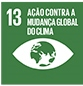 13 AÇÃO CONTRA A
MUDANÇA GLOBAL
DO CLIMA